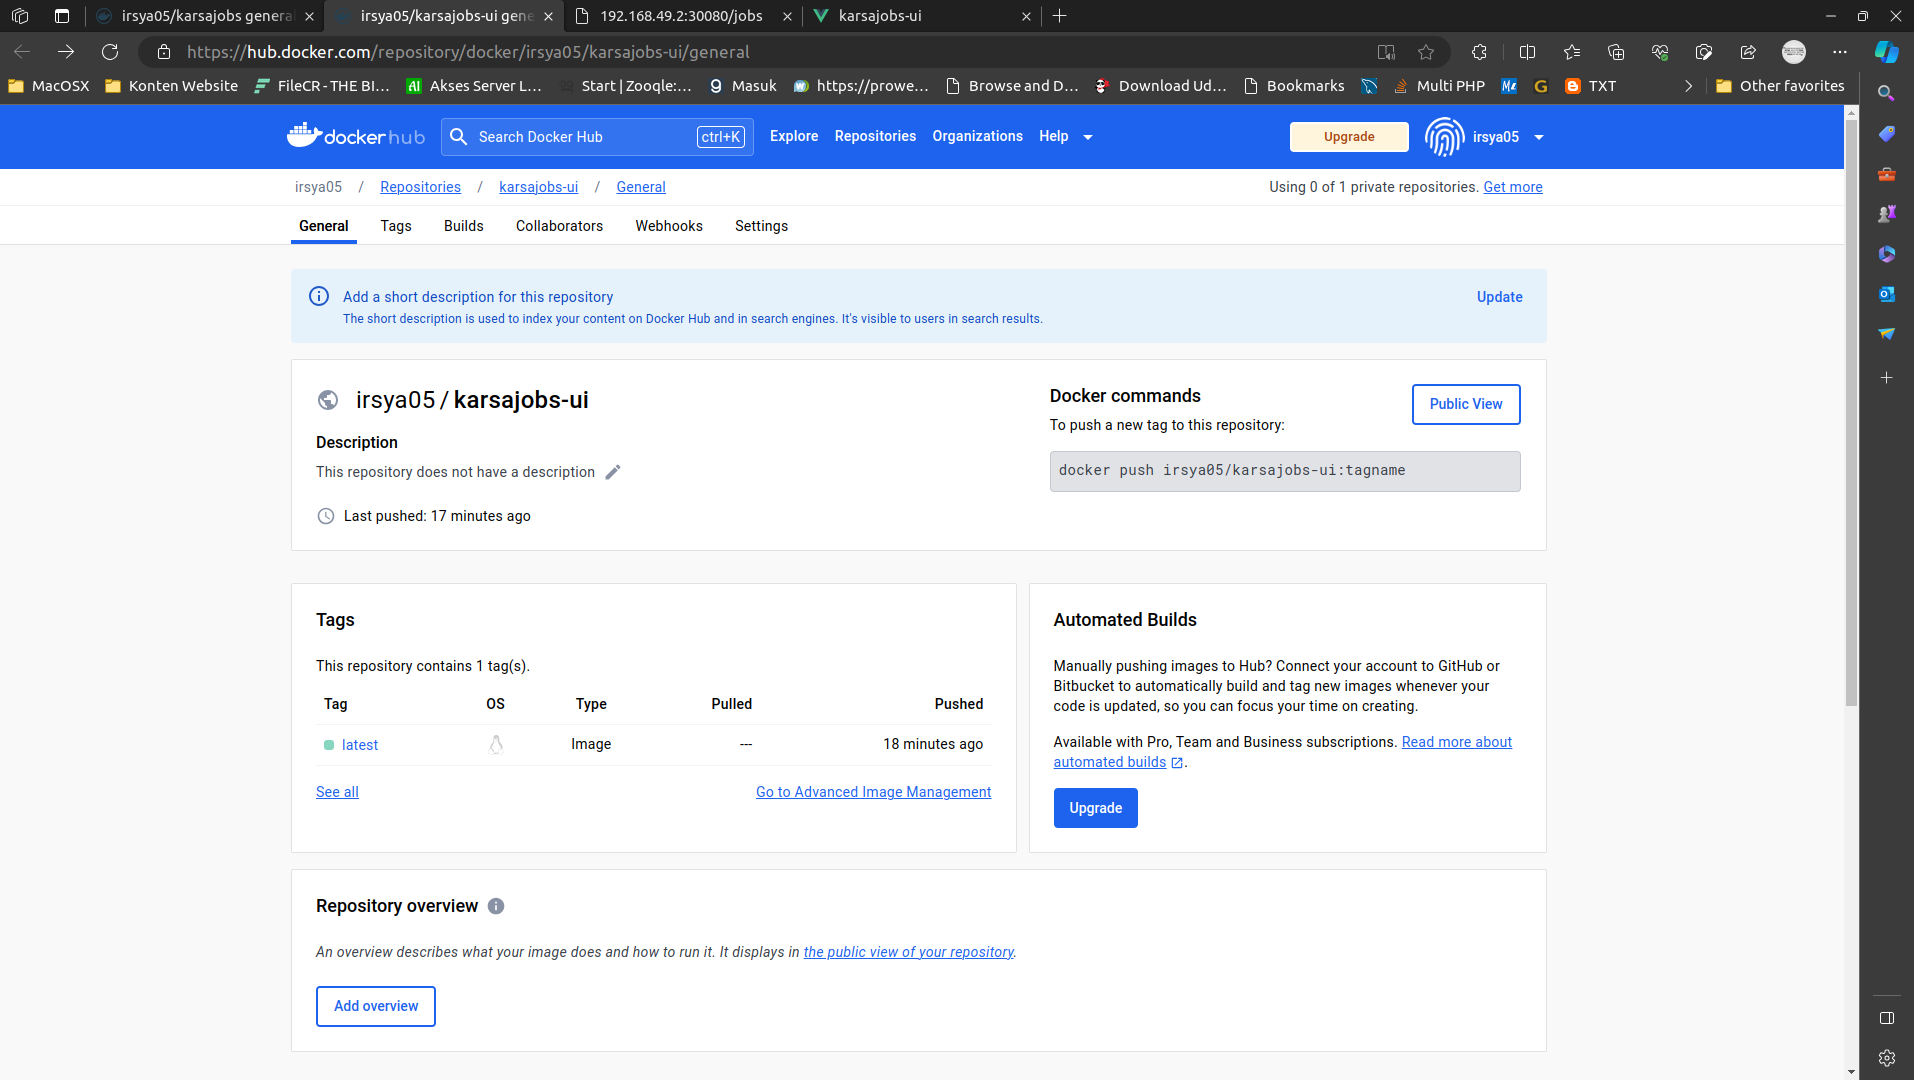 irsya05/karsajobs general
irsya05/karsajobs-ui gene
192.168.49.2:30080/jobs
karsajobs-ui
https://hub.docker.com/repository/docker/irsya05/karsajobs-ui/general
MacOSX
Konten Website
FileCR - THE BI...
Akses Server L...
Start | Zooqle:...
Masuk
https://prowe...
Browse and D...
Download Ud...
Bookmarks
Multi PHP
TXT
Other favorites
dockerhub
Search Docker Hub
ctrl+K
Explore
Repositories
Organizations
Help
Upgrade
irsya05
irsya05 / Repositories / karsajobs-ui / General
Using 0 of 1 private repositories. Get more
General
Tags
Builds
Collaborators
Webhooks
Settings
Add a short description for this repository
Update
The short description is used to index your content on Docker Hub and in search engines. It's visible to users in search results.
irsya05 / karsajobs-ui
Description
This repository does not have a description
Last pushed: 17 minutes ago
Docker commands
Public View
To push a new tag to this repository:
docker push irsya05/karsajobs-ui:tagname
Tags
This repository contains 1 tag(s).
Tag OS Type Pulled Pushed
latest Image --- 18 minutes ago
See all
Go to Advanced Image Management
Automated Builds
Manually pushing images to Hub? Connect your account to GitHub or
Bitbucket to automatically build and tag new images whenever your
code is updated, so you can focus your time on creating.
Available with Pro, Team and Business subscriptions. Read more about
automated builds .
Upgrade
Repository overview
An overview describes what your image does and how to run it. It displays in the public view of your repository.
Add overview